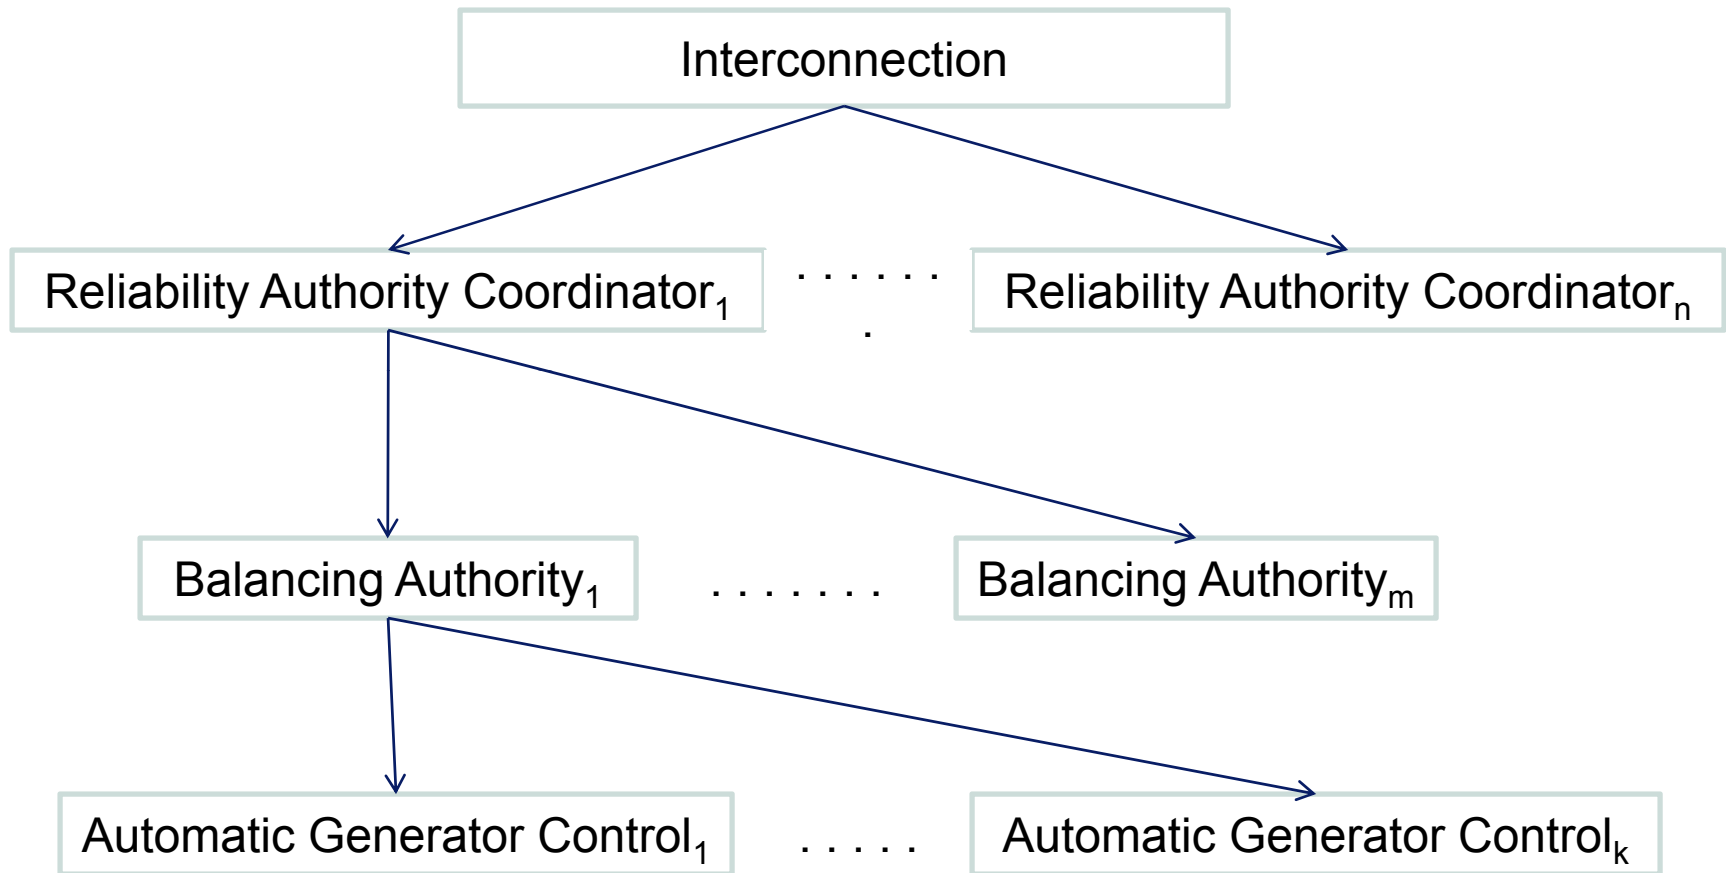 Interconnection
Reliability Authority Coordinator₁ . . . . . . Reliability Authority Coordinatorₙ
.
Balancing Authority₁ . . . . . . . Balancing Authorityₘ
Automatic Generator Control₁ . . . . . Automatic Generator Controlₖ